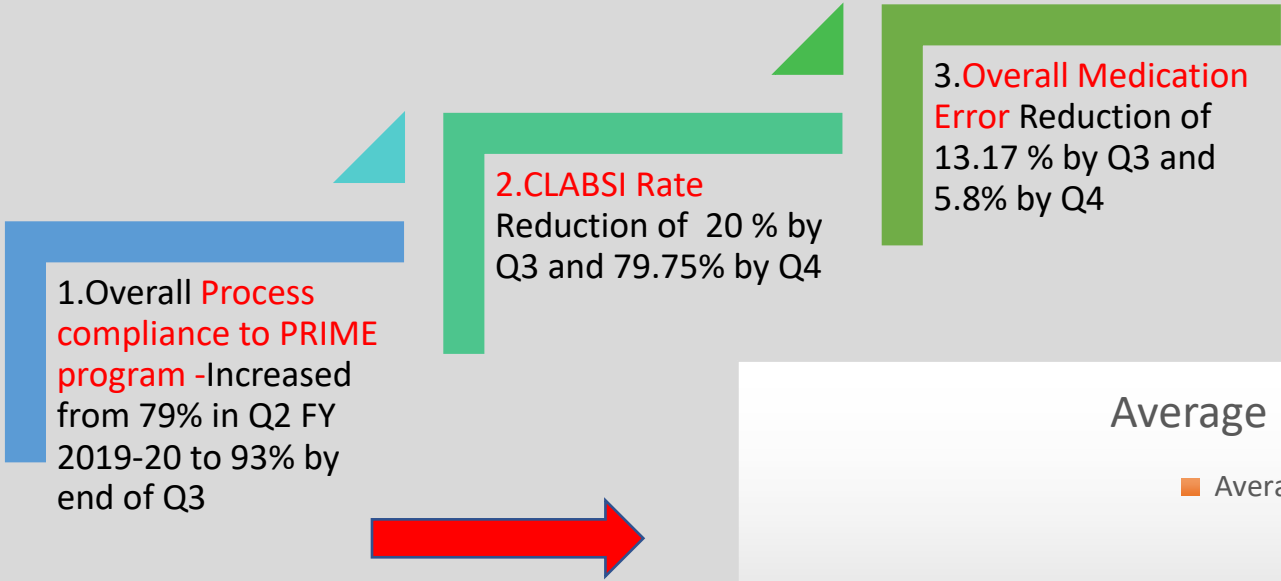 1.Overall Process
compliance to PRIME
program -Increased
from 79% in Q2 FY
2019-20 to 93% by
end of Q3
2.CLABSI Rate
Reduction of 20 % by
Q3 and 79.75% by Q4
3.Overall Medication
Error Reduction of
13.17 % by Q3 and
5.8% by Q4
Average